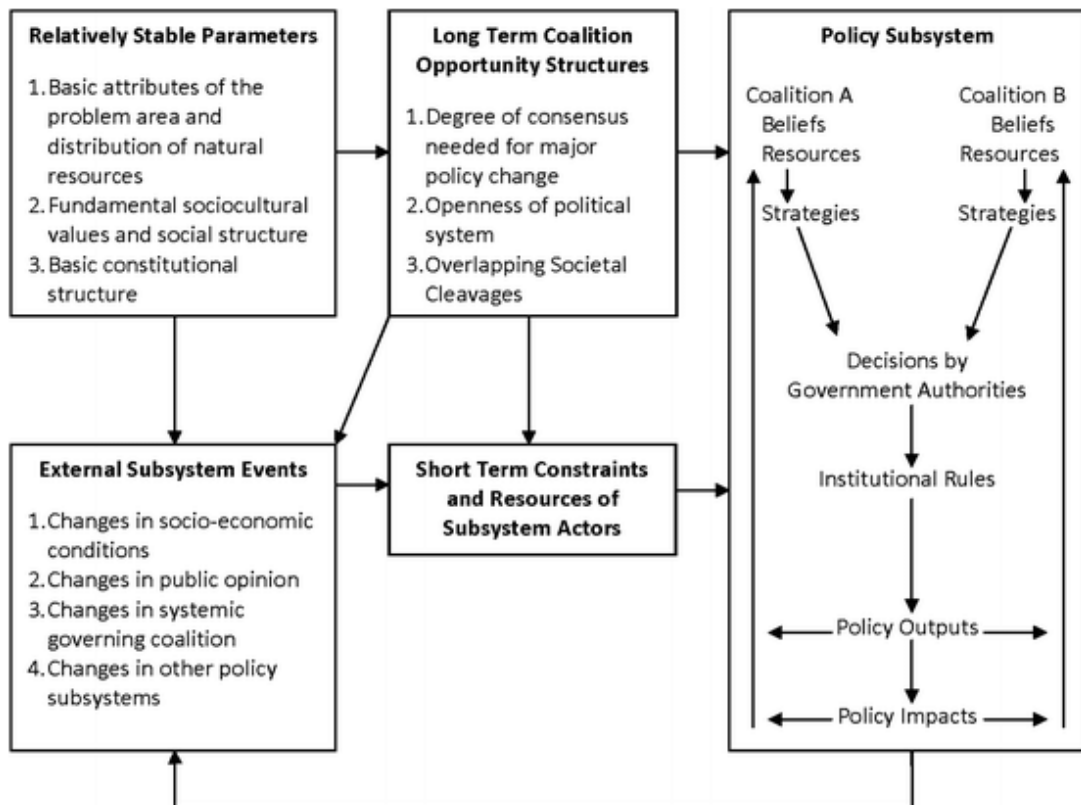 Relatively Stable Parameters
1. Basic attributes of the
problem area and
distribution of natural
resources
2. Fundamental sociocultural
values and social structure
3. Basic constitutional
structure
Long Term Coalition
Opportunity Structures
1. Degree of consensus
needed for major
policy change
2. Openness of political
system
3. Overlapping Societal
Cleavages
External Subsystem Events
1. Changes in socio-economic
conditions
2. Changes in public opinion
3. Changes in systemic
governing coalition
4. Changes in other policy
subsystems
Short Term Constraints
and Resources of
Subsystem Actors
Policy Subsystem
Coalition A
Beliefs
Resources
Strategies
Coalition B
Beliefs
Resources
Strategies
Decisions by
Government Authorities
Institutional Rules
Policy Outputs
Policy Impacts